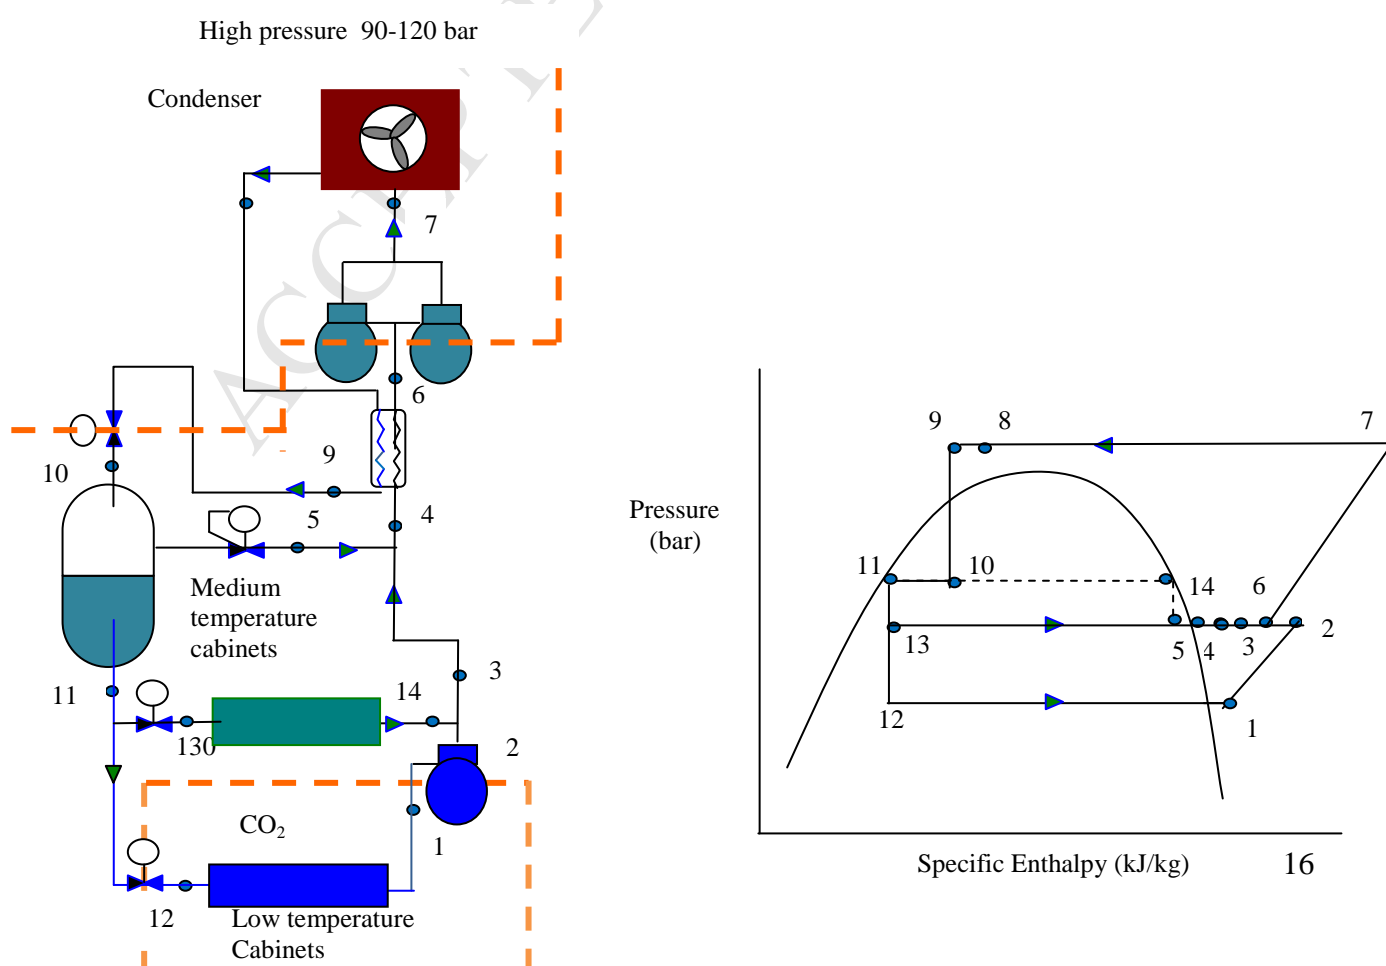 High pressure 90-120 bar
Condenser
7
6
9
10
5
4
Medium
temperature
cabinets
11
3
14
130
2
CO₂
1
12
Low temperature
Cabinets
Pressure
(bar)
9
8
7
11
10
14
6
13
5
4
3
2
12
1
Specific Enthalpy (kJ/kg)
16